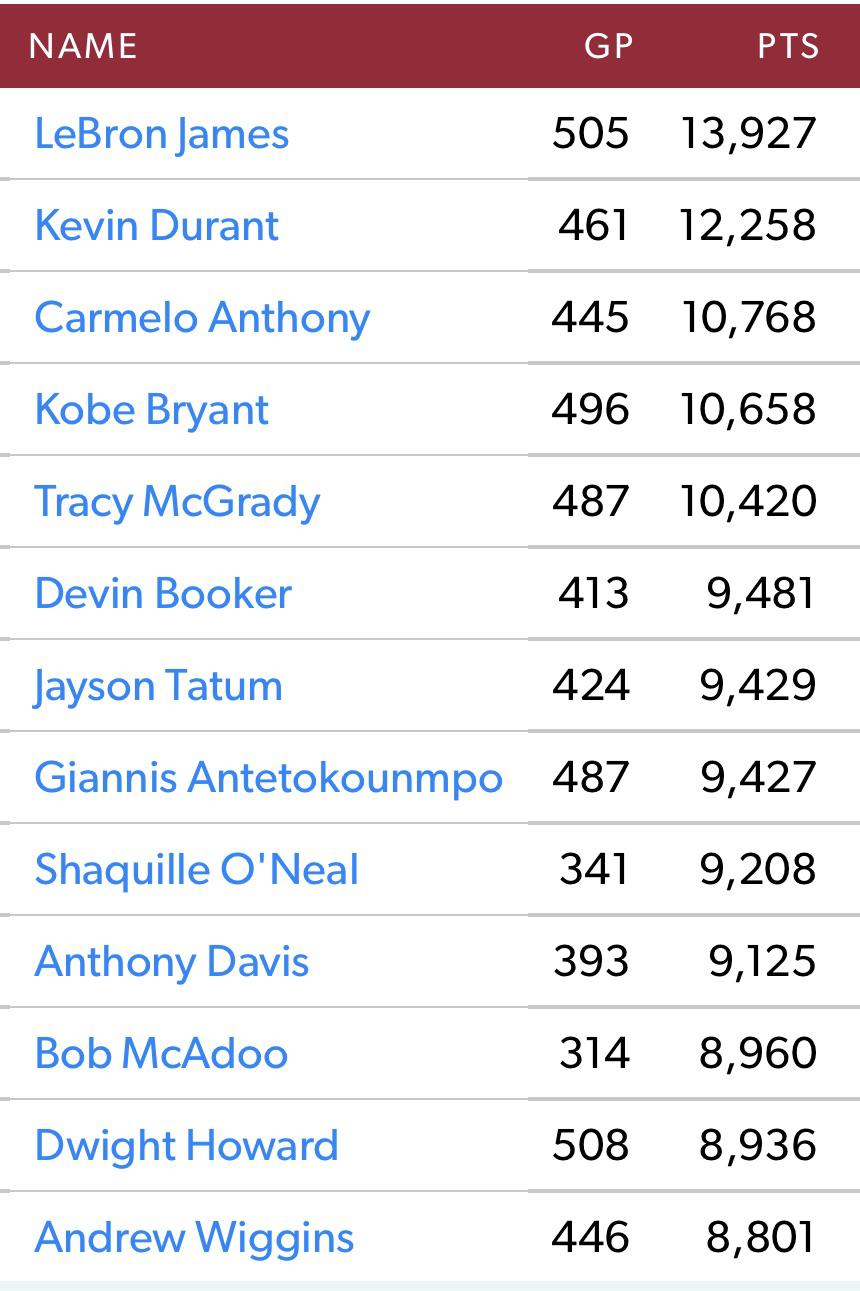 NAME GP PTS
LeBron James 505 13,927
Kevin Durant 461 12,258
Carmelo Anthony 445 10,768
Kobe Bryant 496 10,658
Tracy McGrady 487 10,420
Devin Booker 413 9,481
Jayson Tatum 424 9,429
Giannis Antetokounmpo 487 9,427
Shaquille O'Neal 341 9,208
Anthony Davis 393 9,125
Bob McAdoo 314 8,960
Dwight Howard 508 8,936
Andrew Wiggins 446 8,801